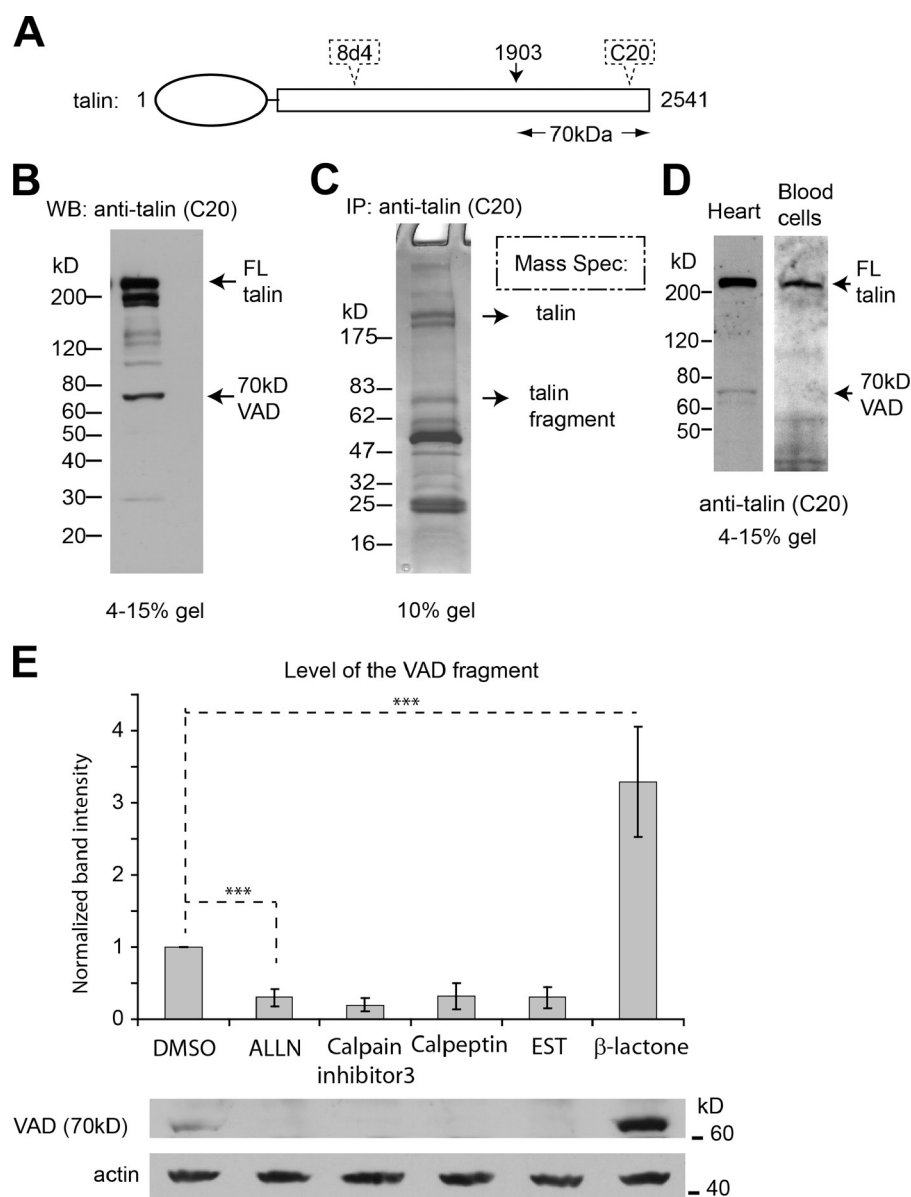 A
8d4
1903
C20
talin: 1
2541
70kDa
B
WB: anti-talin (C20)
kD
200
120
80
60
50
40
30
20
FL
talin
70kD
VAD
4-15% gel
C
IP: anti-talin (C20)
Mass Spec:
kD
175
83
62
47
32
25
16
talin
talin
fragment
10% gel
D
Heart
Blood
cells
kD
200
120
80
60
50
FL
talin
70kD
VAD
anti-talin (C20)
4-15% gel
E
Level of the VAD fragment
Normalized band intensity
4
3
2
1
0
***
***
DMSO
ALLN
Calpain
inhibitor3
Calpeptin
EST
β-lactone
VAD (70kD)
kD
60
actin
40